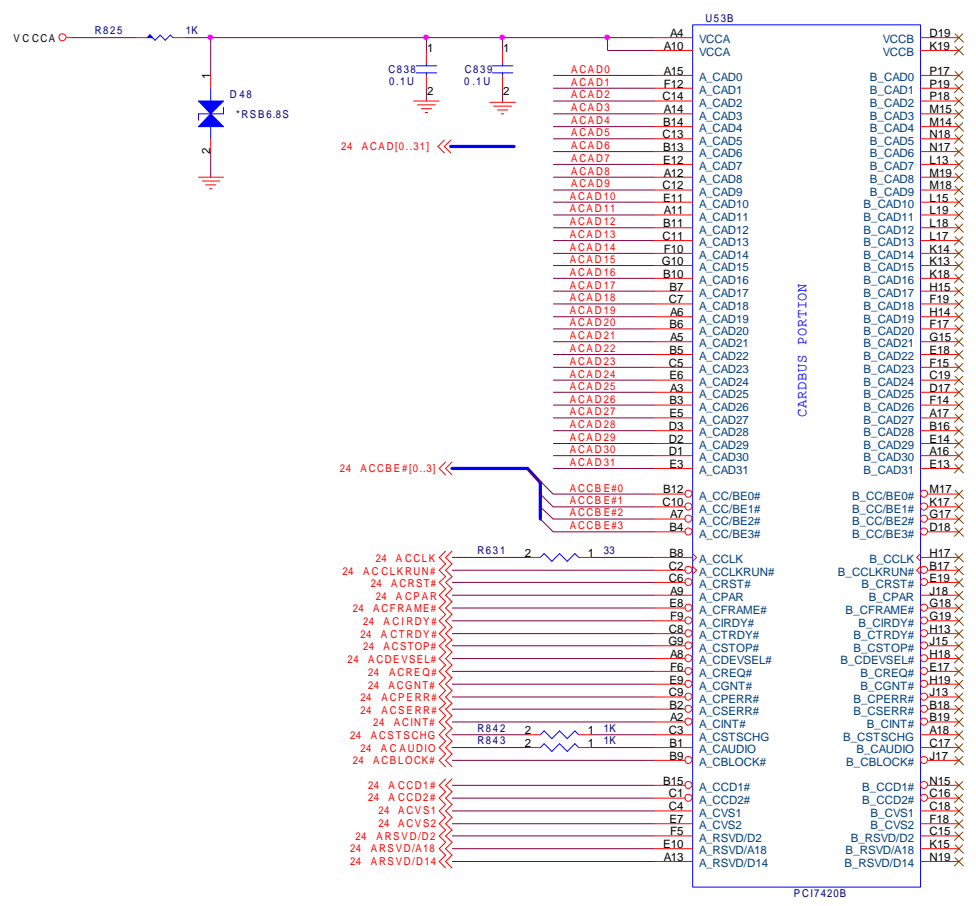 U53B
VCCCA R825 1K A4 VCCA VCCB D19
A10 VCCA VCCB K19
1 C838 0.1U 2
1 C839 0.1U 2
1 D48 *RSB6.8S 2
24 ACAD[0..31]
ACAD0 A15 A_CAD0 B_CAD0 P17
ACAD1 F12 A_CAD1 B_CAD1 P19
ACAD2 C14 A_CAD2 B_CAD2 P18
ACAD3 A14 A_CAD3 B_CAD3 M15
ACAD4 B14 A_CAD4 B_CAD4 M14
ACAD5 C13 A_CAD5 B_CAD5 N18
ACAD6 B13 A_CAD6 B_CAD6 N17
ACAD7 E12 A_CAD7 B_CAD7 L13
ACAD8 A12 A_CAD8 B_CAD8 M19
ACAD9 C12 A_CAD9 B_CAD9 M18
ACAD10 E11 A_CAD10 B_CAD10 L15
ACAD11 A11 A_CAD11 B_CAD11 L19
ACAD12 B11 A_CAD12 B_CAD12 L18
ACAD13 C11 A_CAD13 B_CAD13 L17
ACAD14 F10 A_CAD14 B_CAD14 K14
ACAD15 G10 A_CAD15 B_CAD15 K13
ACAD16 B10 A_CAD16 B_CAD16 K18
ACAD17 B7 A_CAD17 B_CAD17 H15
ACAD18 C7 A_CAD18 B_CAD18 F19
ACAD19 A6 A_CAD19 B_CAD19 H14
ACAD20 B6 A_CAD20 B_CAD20 F17
ACAD21 A5 A_CAD21 B_CAD21 G15
ACAD22 B5 A_CAD22 B_CAD22 E18
ACAD23 C5 A_CAD23 B_CAD23 F15
ACAD24 E6 A_CAD24 B_CAD24 C19
ACAD25 A3 A_CAD25 B_CAD25 D17
ACAD26 B3 A_CAD26 B_CAD26 F14
ACAD27 E5 A_CAD27 B_CAD27 A17
ACAD28 D3 A_CAD28 B_CAD28 B16
ACAD29 D2 A_CAD29 B_CAD29 E14
ACAD30 D1 A_CAD30 B_CAD30 A16
ACAD31 E3 A_CAD31 B_CAD31 E13
CARDBUS PORTION
24 ACCBE#[0..3]
ACCBE#0 B12 A_CC/BE0# B_CC/BE0# M17
ACCBE#1 C10 A_CC/BE1# B_CC/BE1# K17
ACCBE#2 A7 A_CC/BE2# B_CC/BE2# G17
ACCBE#3 B4 A_CC/BE3# B_CC/BE3# D18
24 ACCLK R631 2 1 33 B8 A_CCLK B_CCLK H17
24 ACCLKRUN# C2 A_CCLKRUN# B_CCLKRUN# B17
24 ACRST# C6 A_CRST# B_CRST# E19
24 ACPAR A9 A_CPAR B_CPAR J18
24 ACFRAME# E8 A_CFRAME# B_CFRAME# G18
24 ACIRDY# F9 A_CIRDY# B_CIRDY# G19
24 ACTRDY# C8 A_CTRDY# B_CTRDY# H13
24 ACSTOP# G9 A_CSTOP# B_CSTOP# J15
24 ACDEVSEL# A8 A_CDEVSEL# B_CDEVSEL# H18
24 ACREQ# F6 A_CREQ# B_CREQ# E17
24 ACGNT# E9 A_CGNT# B_CGNT# H19
24 ACPERR# C9 A_CPERR# B_CPERR# J13
24 ACSERR# B2 A_CSERR# B_CSERR# B18
24 ACINT# A2 A_CINT# B_CINT# B19
24 ACSTSCHG R842 2 1 1K C3 A_CSTSCHG B_CSTSCHG A18
24 ACAUDIO R843 2 1 1K B1 A_CAUDIO B_CAUDIO C17
24 ACBLOCK# B9 A_CBLOCK# B_CBLOCK# J17
24 ACCD1# B15 A_CCD1# B_CCD1# N15
24 ACCD2# C1 A_CCD2# B_CCD2# C16
24 ACVS1 C4 A_CVS1 B_CVS1 C18
24 ACVS2 E7 A_CVS2 B_CVS2 F18
24 ARSVD/D2 F5 A_RSVD/D2 B_RSVD/D2 C15
24 ARSVD/A18 E10 A_RSVD/A18 B_RSVD/A18 K15
24 ARSVD/D14 A13 A_RSVD/D14 B_RSVD/D14 N19
PCI7420B